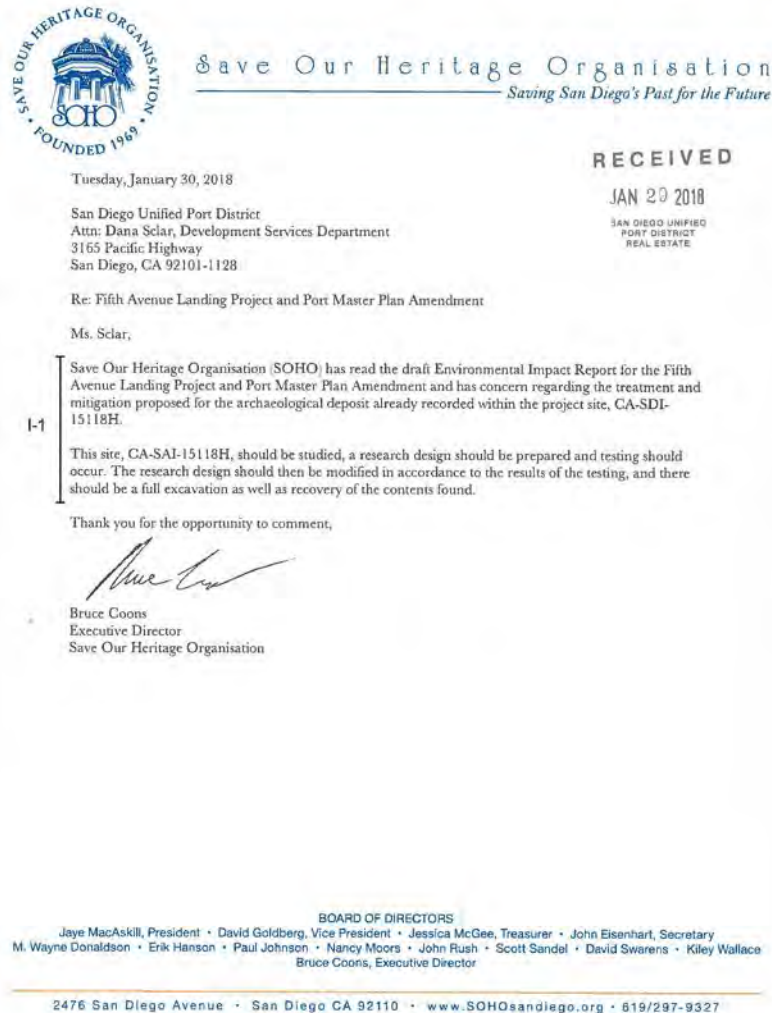 SAVE OUR HERITAGE ORGANISATION
SOHO
FOUNDED 1969
Save Our Heritage Organisation
Saving San Diego's Past for the Future
RECEIVED
JAN 29 2018
SAN DIEGO UNIFIED
PORT DISTRICT
REAL ESTATE
Tuesday, January 30, 2018
San Diego Unified Port District
Attn: Dana Sclar, Development Services Department
3165 Pacific Highway
San Diego, CA 92101-1128
Re: Fifth Avenue Landing Project and Port Master Plan Amendment
Ms. Sclar,
I-1
Save Our Heritage Organisation (SOHO) has read the draft Environmental Impact Report for the Fifth
Avenue Landing Project and Port Master Plan Amendment and has concern regarding the treatment and
mitigation proposed for the archaeological deposit already recorded within the project site, CA-SDI-
15118H.
This site, CA-SAI-15118H, should be studied, a research design should be prepared and testing should
occur. The research design should then be modified in accordance to the results of the testing, and there
should be a full excavation as well as recovery of the contents found.
Thank you for the opportunity to comment,
Bruce Coons
Executive Director
Save Our Heritage Organisation
BOARD OF DIRECTORS
Jaye MacAskill, President • David Goldberg, Vice President • Jessica McGee, Treasurer • John Eisenhart, Secretary
M. Wayne Donaldson • Erik Hanson • Paul Johnson • Nancy Moors • John Rush • Scott Sandel • David Swarens • Kiley Wallace
Bruce Coons, Executive Director
2476 San Diego Avenue • San Diego CA 92110 • www.SOHOsandiego.org • 619/297-9327